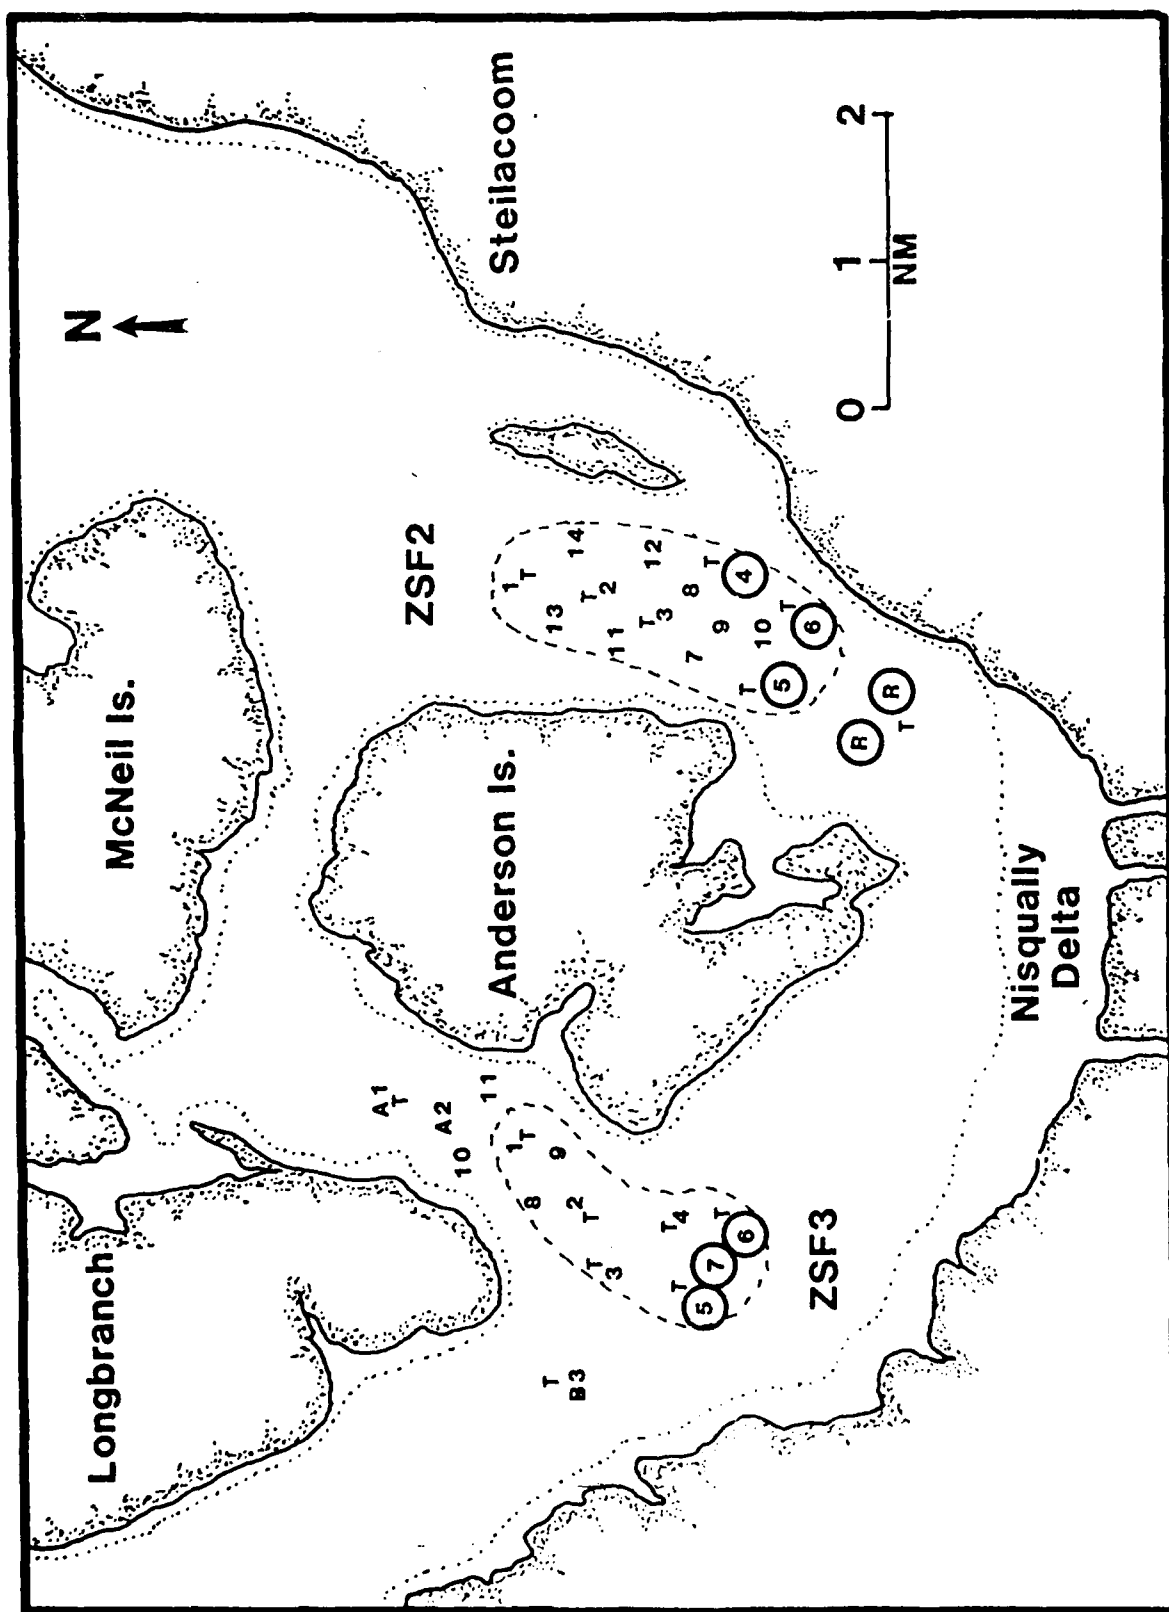 N
Longbranch
McNeil Is.
A1
T
A2
10
11
Anderson Is.
Steilacoom
ZSF2
1
T
13
14
T
2
11
T
3
12
7
8
9
T
4
10
T
5
T
6
R
R
T
1
T
8
9
T
2
T
3
T
B3
T
4
T
5
7
T
6
ZSF3
0 1 2
NM
Nisqually
Delta